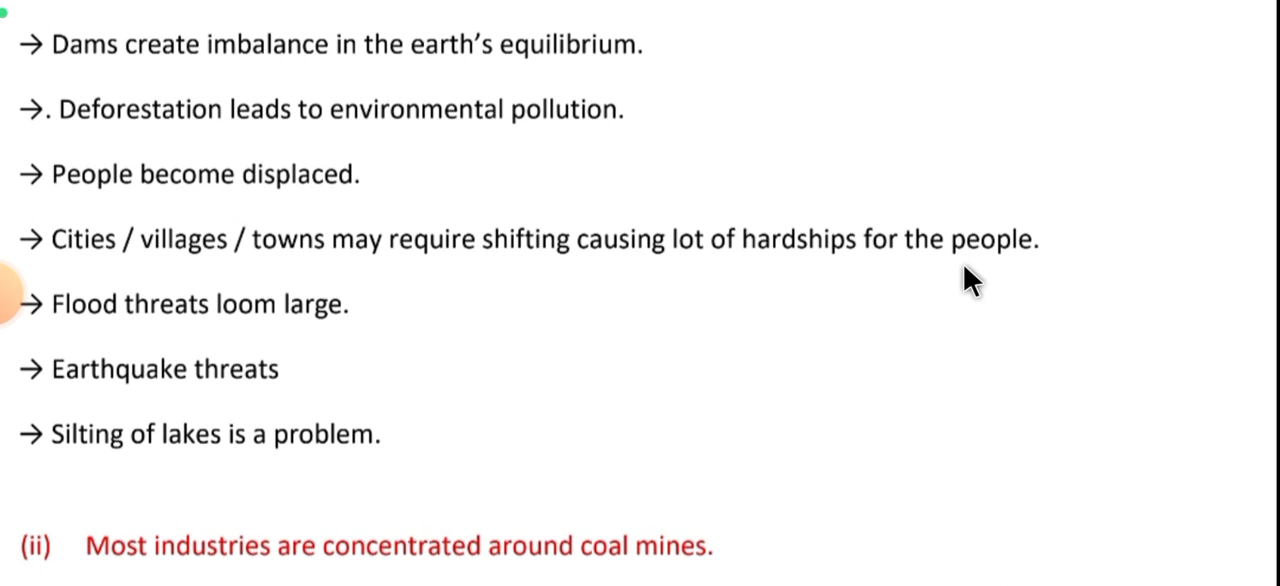 → Dams create imbalance in the earth’s equilibrium.
→. Deforestation leads to environmental pollution.
→ People become displaced.
→ Cities / villages / towns may require shifting causing lot of hardships for the people.
→ Flood threats loom large.
→ Earthquake threats
→ Silting of lakes is a problem.
(ii) Most industries are concentrated around coal mines.